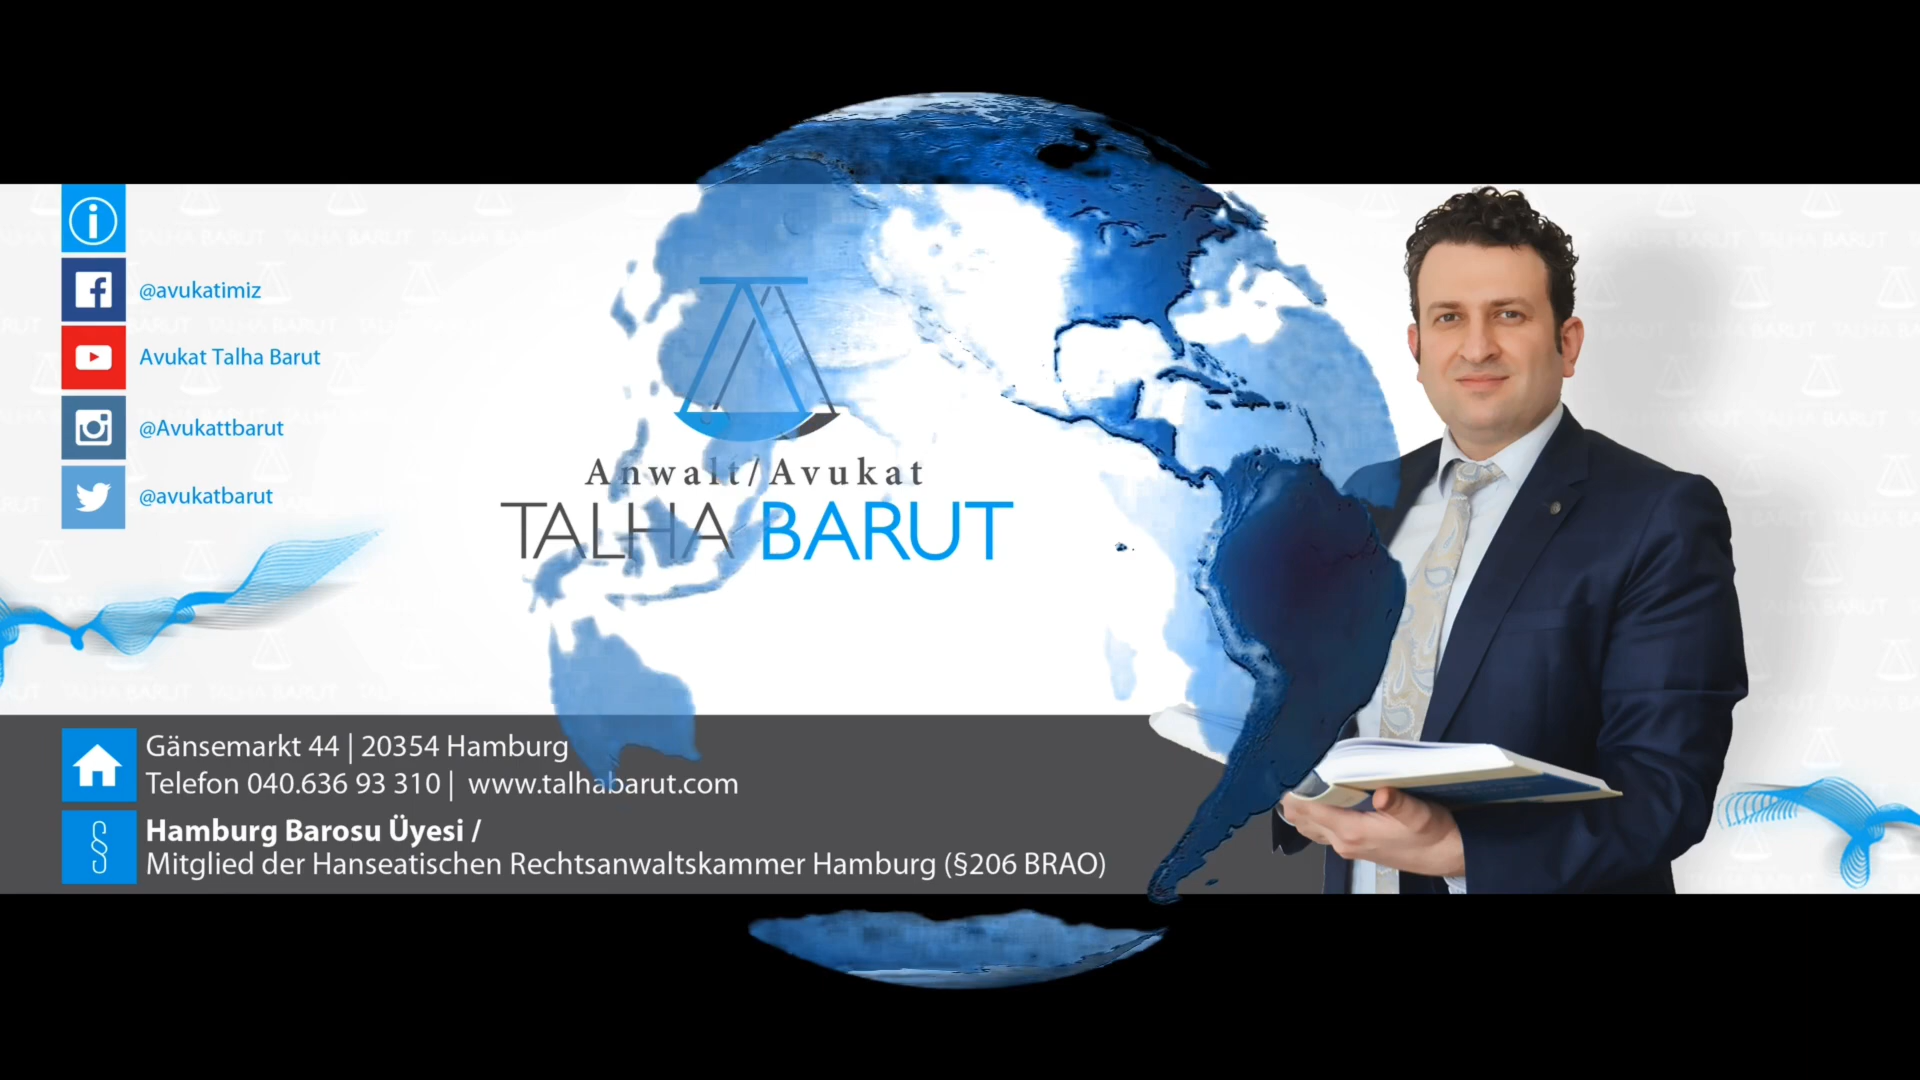 @avukatimiz
Avukat Talha Barut
@Avukattbarut
@avukatbarut
Anwalt/Avukat
TALHA BARUT
Gänsemarkt 44 | 20354 Hamburg
Telefon 040.636 93 310 | www.talhabarut.com
Hamburg Barosu Üyesi /
Mitglied der Hanseatischen Rechtsanwaltskammer Hamburg (§206 BRAO)